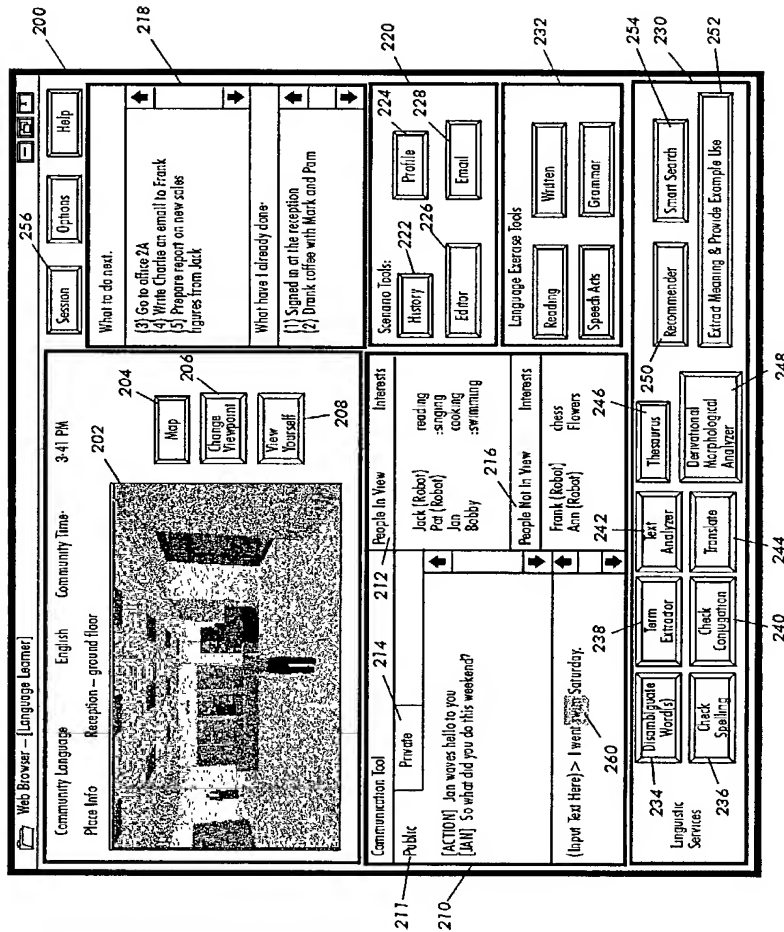 Web Browser – [Language Learner]
Community Language English Community Time· 3·41 PM
Place Info Reception – ground floor
202
Map
204
Change
Viewpoint
206
View
Yourself
208
256
Session
Options
Help
200
What to do next.
218
(3) Go to office 2A
(4) Write Charlie an email to Frank
(5) Prepare report on new sales
figures from Jack
What have I already done·
(1) Signed in at the reception
(2) Drank coffee with Mark and Pam
Communication Tool
214
212
211
Public
Private
210
[ACTION] Jan waves hello to you
[JAN] So what did you do this weekend?
(Input Text Here) > I went swim Saturday.
260
People In View Interests
Jack (Robot) reading
Pat (Robot) :singing
Jan cooking
Bobby :swimming
216
People Not In View Interests
Frank (Robot) chess
Ann (Robot) Flowers
Scenario Tools:
220
222
History
224
Profile
226
Editor
228
Email
Language Exercise Tools
232
Reading
Written
Speech Acts
Grammar
Linguistic
Services
234
Disambiguate
Word(s)
236
Check
Spelling
238
Term
Extractor
240
Check
Conjugation
242
Text
Analyzer
244
Translate
246
Thesaurus
248
Derivational
Morphological
Analyzer
250
Recommender
254
Smart Search
230
Extract Meaning & Provide Example Use
252